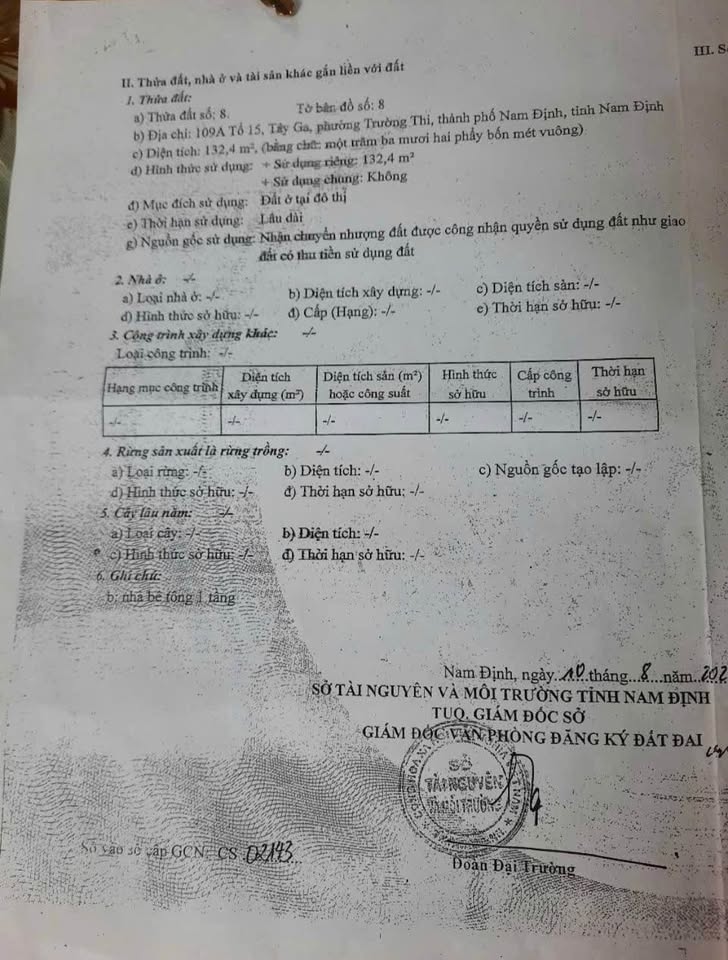 III. S
II. Thửa đất, nhà ở và tài sản khác gắn liền với đất
1. Thửa đất:
a) Thửa đất số: 8. Tờ bản đồ số: 8
b) Địa chỉ: 109A Tổ 15, Tây Ga, phường Trường Thi, thành phố Nam Định, tỉnh Nam Định
c) Diện tích: 132,4 m², (bằng chữ: một trăm ba mươi hai phẩy bốn mét vuông)
d) Hình thức sử dụng: + Sử dụng riêng: 132,4 m²
+ Sử dụng chung: Không
đ) Mục đích sử dụng: Đất ở tại đô thị
e) Thời hạn sử dụng: Lâu dài
g) Nguồn gốc sử dụng: Nhận chuyển nhượng đất được công nhận quyền sử dụng đất như giao
đất có thu tiền sử dụng đất
2. Nhà ở: -/-
a) Loại nhà ở: -/- b) Diện tích xây dựng: -/- c) Diện tích sàn: -/-
d) Hình thức sở hữu: -/- đ) Cấp (Hạng): -/- e) Thời hạn sở hữu: -/-
3. Công trình xây dựng khác: -/-
Loại công trình: -/-
Hạng mục công trình Diện tích xây dựng (m²) Diện tích sàn (m²) hoặc công suất Hình thức sở hữu Cấp công trình Thời hạn sở hữu
-/- -/- -/- -/- -/- -/-
4. Rừng sản xuất là rừng trồng: -/-
a) Loại rừng: -/- b) Diện tích: -/- c) Nguồn gốc tạo lập: -/-
d) Hình thức sở hữu: -/- đ) Thời hạn sở hữu: -/-
5. Cây lâu năm: -/-
a) Loại cây: -/- b) Diện tích: -/-
c) Hình thức sở hữu: -/- đ) Thời hạn sở hữu: -/-
6. Ghi chú:
b: nhà bê tông 1 tầng
Nam Định, ngày..10.tháng...8...năm..202
SỞ TÀI NGUYÊN VÀ MÔI TRƯỜNG TỈNH NAM ĐỊNH
TUQ. GIÁM ĐỐC SỞ
GIÁM ĐỐC VĂN PHÒNG ĐĂNG KÝ ĐẤT ĐAI
SỞ
TÀI NGUYÊN
VÀ MÔI TRƯỜNG
Số vào sổ cấp GCN: CS 02143
Đoàn Đại Trường